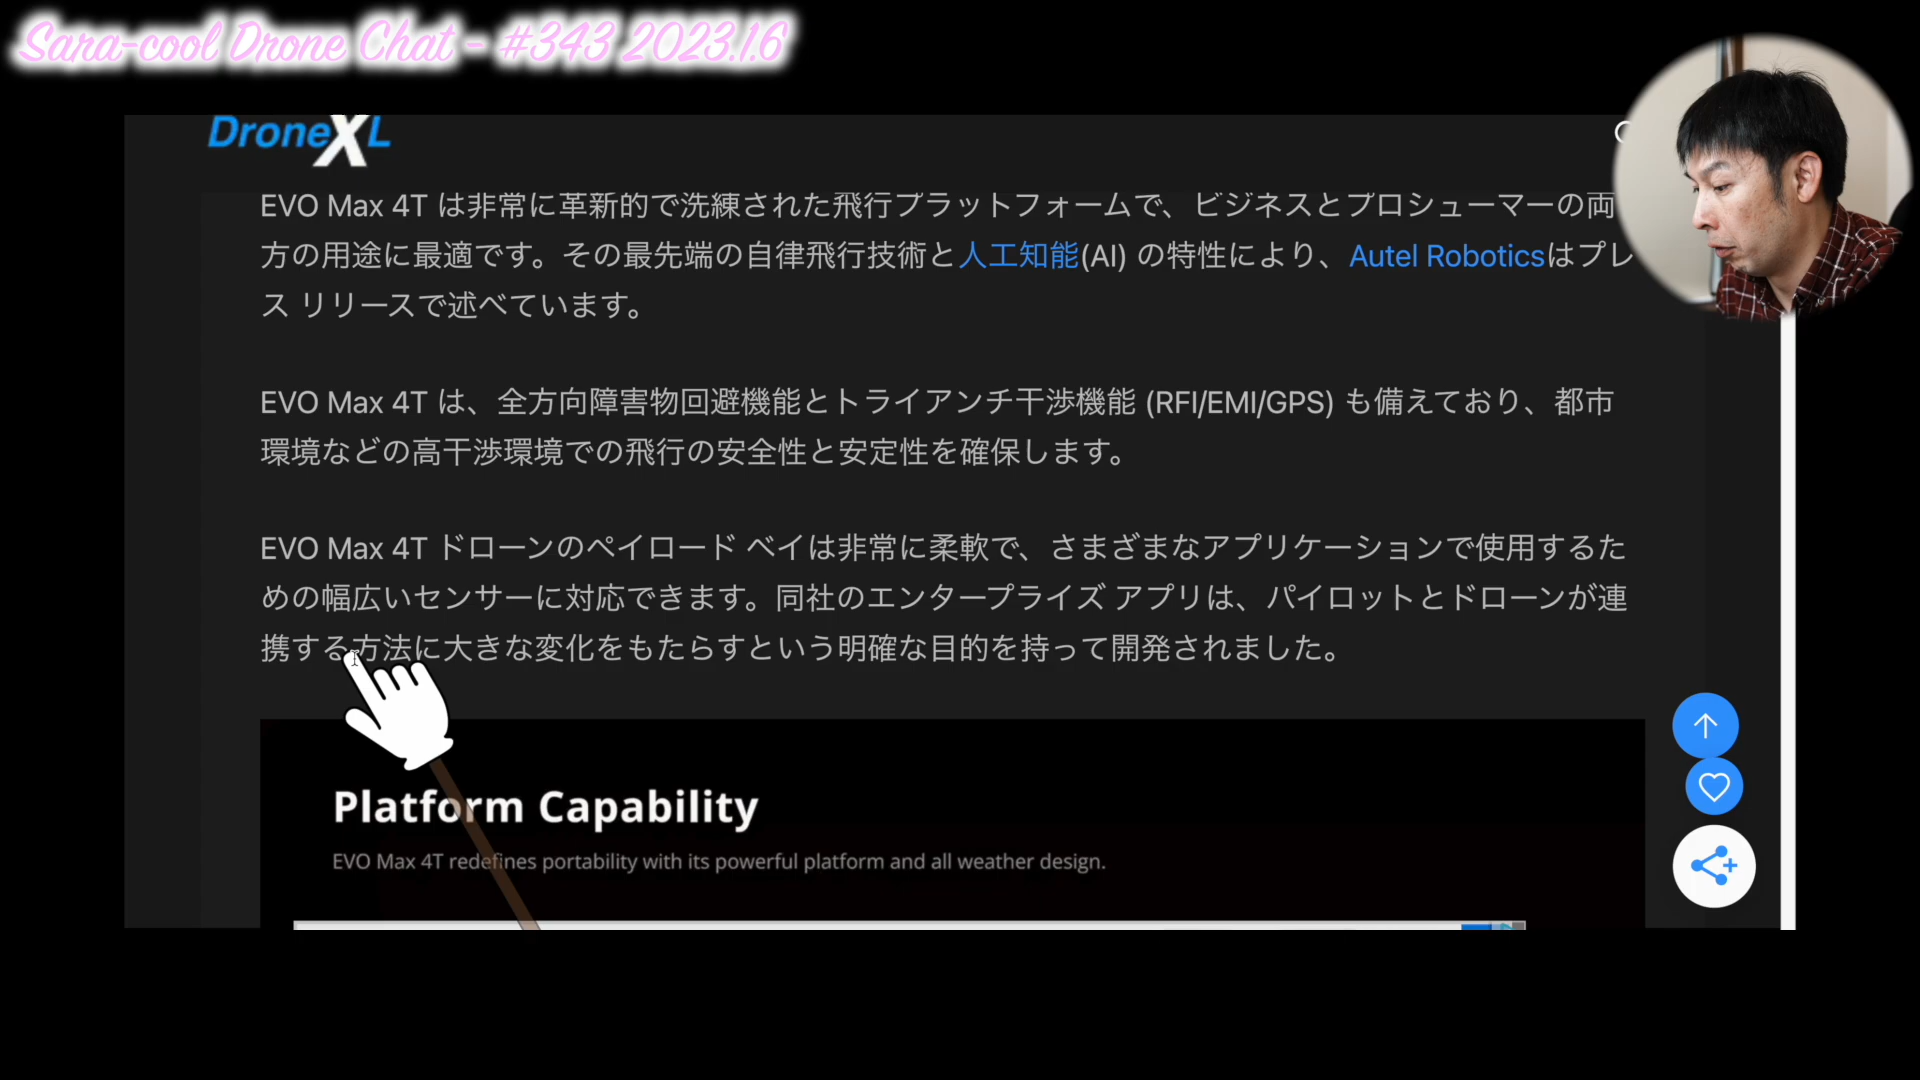 Sara-cool Drone Chat - #343 2023.1.6
DroneXL
EVO Max 4T は非常に革新的で洗練された飛行プラットフォームで、ビジネスとプロシューマーの両
方の用途に最適です。その最先端の自律飛行技術と人工知能(AI) の特性により、Autel Roboticsはプレ
ス リリースで述べています。
EVO Max 4T は、全方向障害物回避機能とトライアンチ干渉機能 (RFI/EMI/GPS) も備えており、都市
環境などの高干渉環境での飛行の安全性と安定性を確保します。
EVO Max 4T ドローンのペイロード ベイは非常に柔軟で、さまざまなアプリケーションで使用するた
めの幅広いセンサーに対応できます。同社のエンタープライズ アプリは、パイロットとドローンが連
携する方法に大きな変化をもたらすという明確な目的を持って開発されました。
Platform Capability
EVO Max 4T redefines portability with its powerful platform and all weather design.